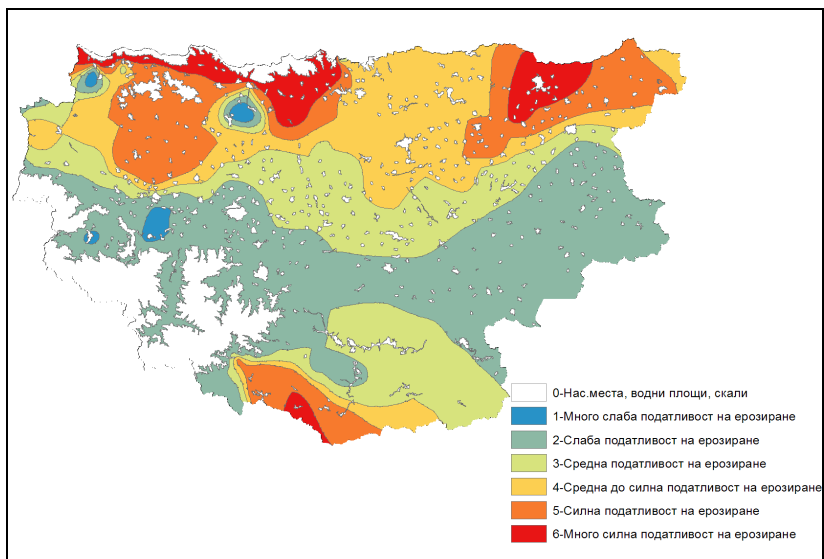 0-Нас.места, водни площи, скали
1-Много слаба податливост на ерозиране
2-Слаба податливост на ерозиране
3-Средна податливост на ерозиране
4-Средна до силна податливост на ерозиране
5-Силна податливост на ерозиране
6-Много силна податливост на ерозиране